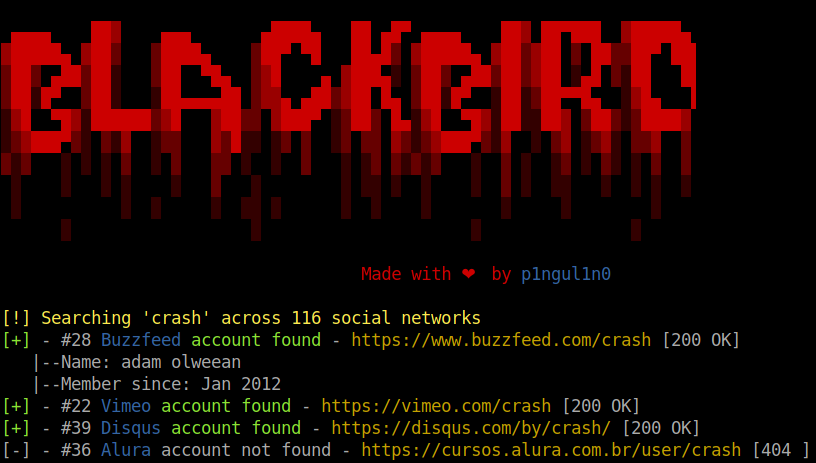 BLACKBIRD
Made with ❤ by p1ngul1n0
[!] Searching 'crash' across 116 social networks
[+] - #28 Buzzfeed account found - https://www.buzzfeed.com/crash [200 OK]
|--Name: adam olweean
|--Member since: Jan 2012
[+] - #22 Vimeo account found - https://vimeo.com/crash [200 OK]
[+] - #39 Disqus account found - https://disqus.com/by/crash/ [200 OK]
[-] - #36 Alura account not found - https://cursos.alura.com.br/user/crash [404 ]